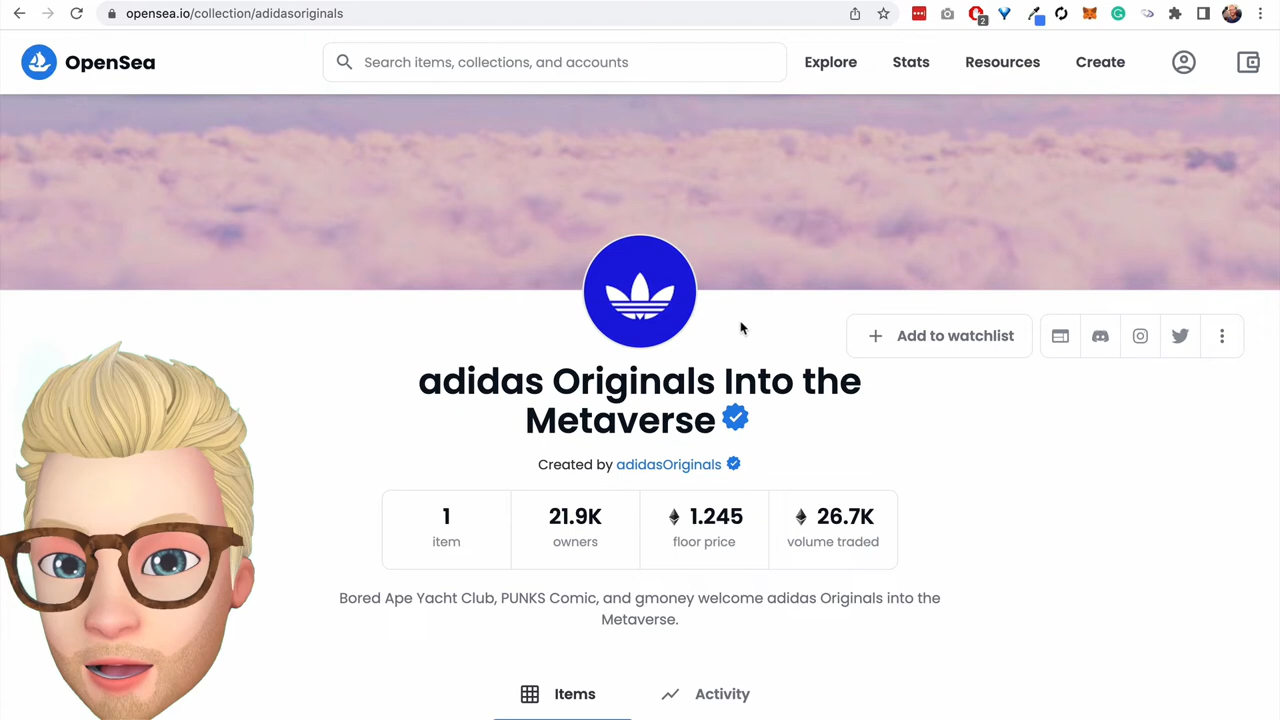 opensea.io/collection/adidasoriginals
2
OpenSea
Search items, collections, and accounts
Explore
Stats
Resources
Create
Add to watchlist
adidas Originals Into the
Metaverse
Created by adidasOriginals
1
21.9K
1.245
26.7K
item
owners
floor price
volume traded
Bored Ape Yacht Club, PUNKS Comic, and gmoney welcome adidas Originals into the
Metaverse.
Items
Activity